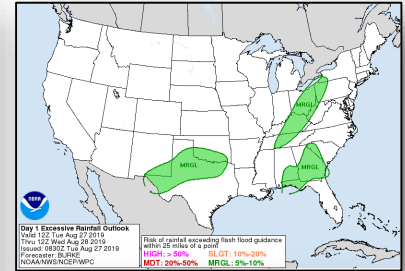 MRGL
MRGL
MRGL
NOAA
Day 1 Excessive Rainfall Outlook
Valid 12Z Tue Aug 27 2019
Thru 12Z Wed Aug 28 2019
Issued: 0830Z Tue Aug 27 2019
Forecaster: BURKE
NOAA/NWS/NCEP/WPC
Risk of rainfall exceeding flash flood guidance
within 25 miles of a point
HIGH: > 50% SLGT: 10%-20%
MDT: 20%-50% MRGL: 5%-10%